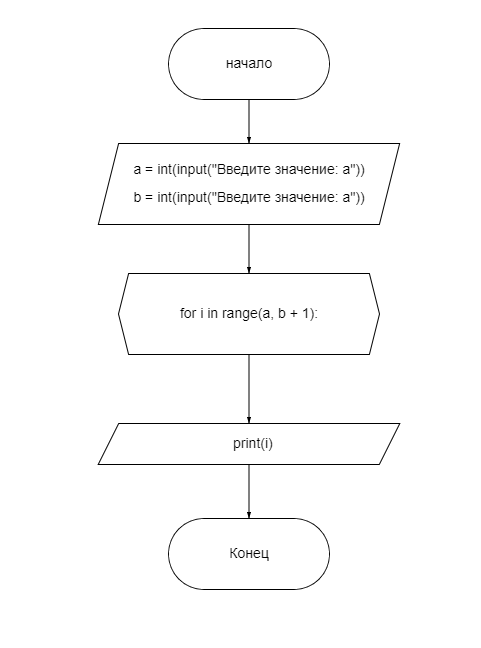 начало
a = int(input("Введите значение: a"))
b = int(input("Введите значение: a"))
for i in range(a, b + 1):
print(i)
Конец